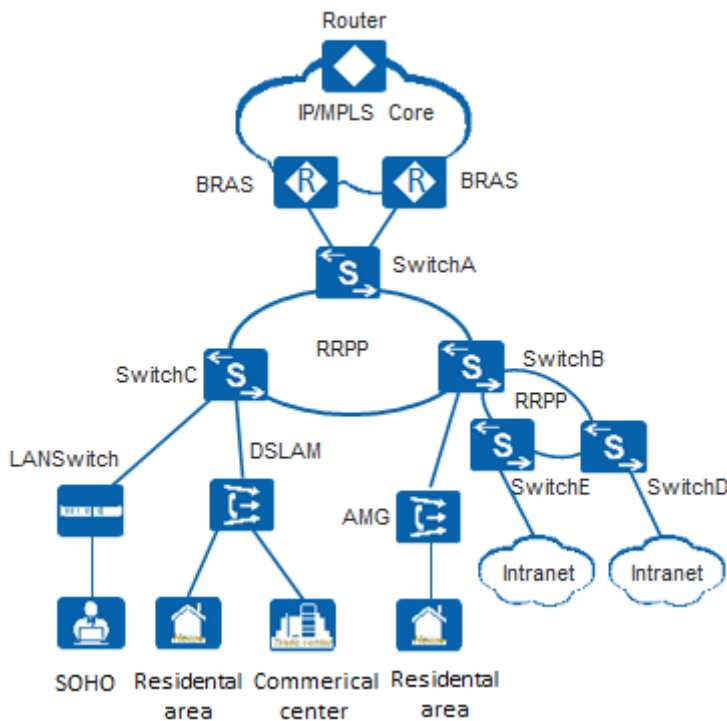 Router
IP/MPLS Core
BRAS
BRAS
SwitchA
RRPP
SwitchC
SwitchB
RRPP
LANSwitch
DSLAM
SwitchE
SwitchD
AMG
Intranet
Intranet
SOHO
Residental
area
Commerical
center
Residental
area